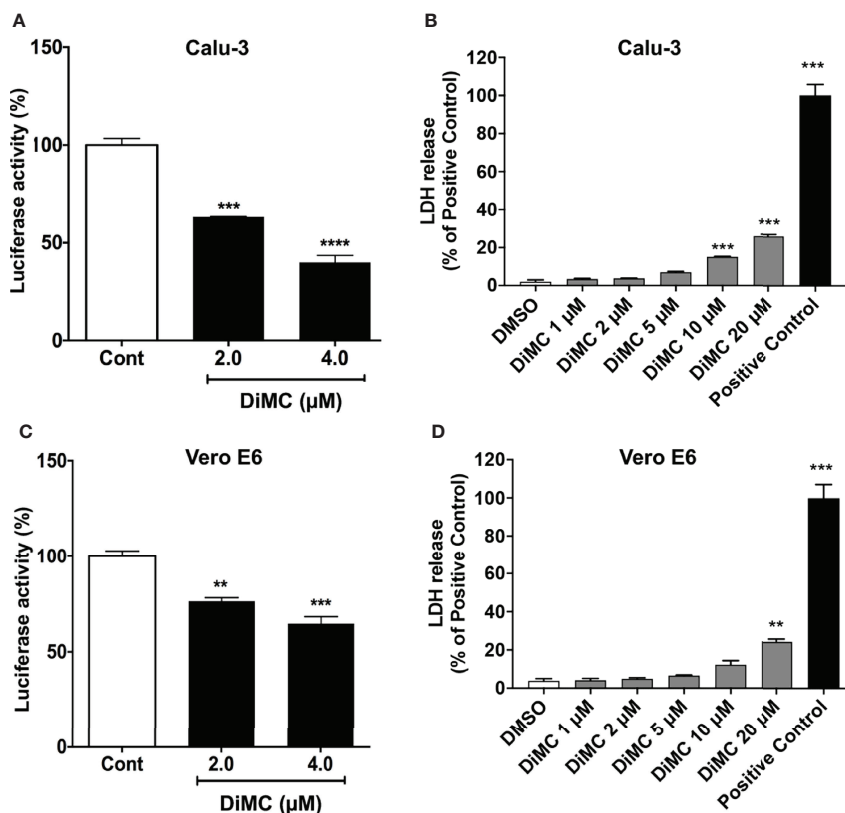 A
Calu-3
Luciferase activity (%)
150
100
50
0
***
****
Cont
2.0
4.0
DiMC (µM)
B
Calu-3
LDH release
(% of Positive Control)
120
100
80
60
40
20
0
***
***
***
DMSO
DiMC 1 µM
DiMC 2 µM
DiMC 5 µM
DiMC 10 µM
DiMC 20 µM
Positive Control
C
Vero E6
Luciferase activity (%)
150
100
50
0
**
***
Cont
2.0
4.0
DiMC (µM)
D
Vero E6
LDH release
(% of Positive Control)
120
100
80
60
40
20
0
**
***
DMSO
DiMC 1 µM
DiMC 2 µM
DiMC 5 µM
DiMC 10 µM
DiMC 20 µM
Positive Control